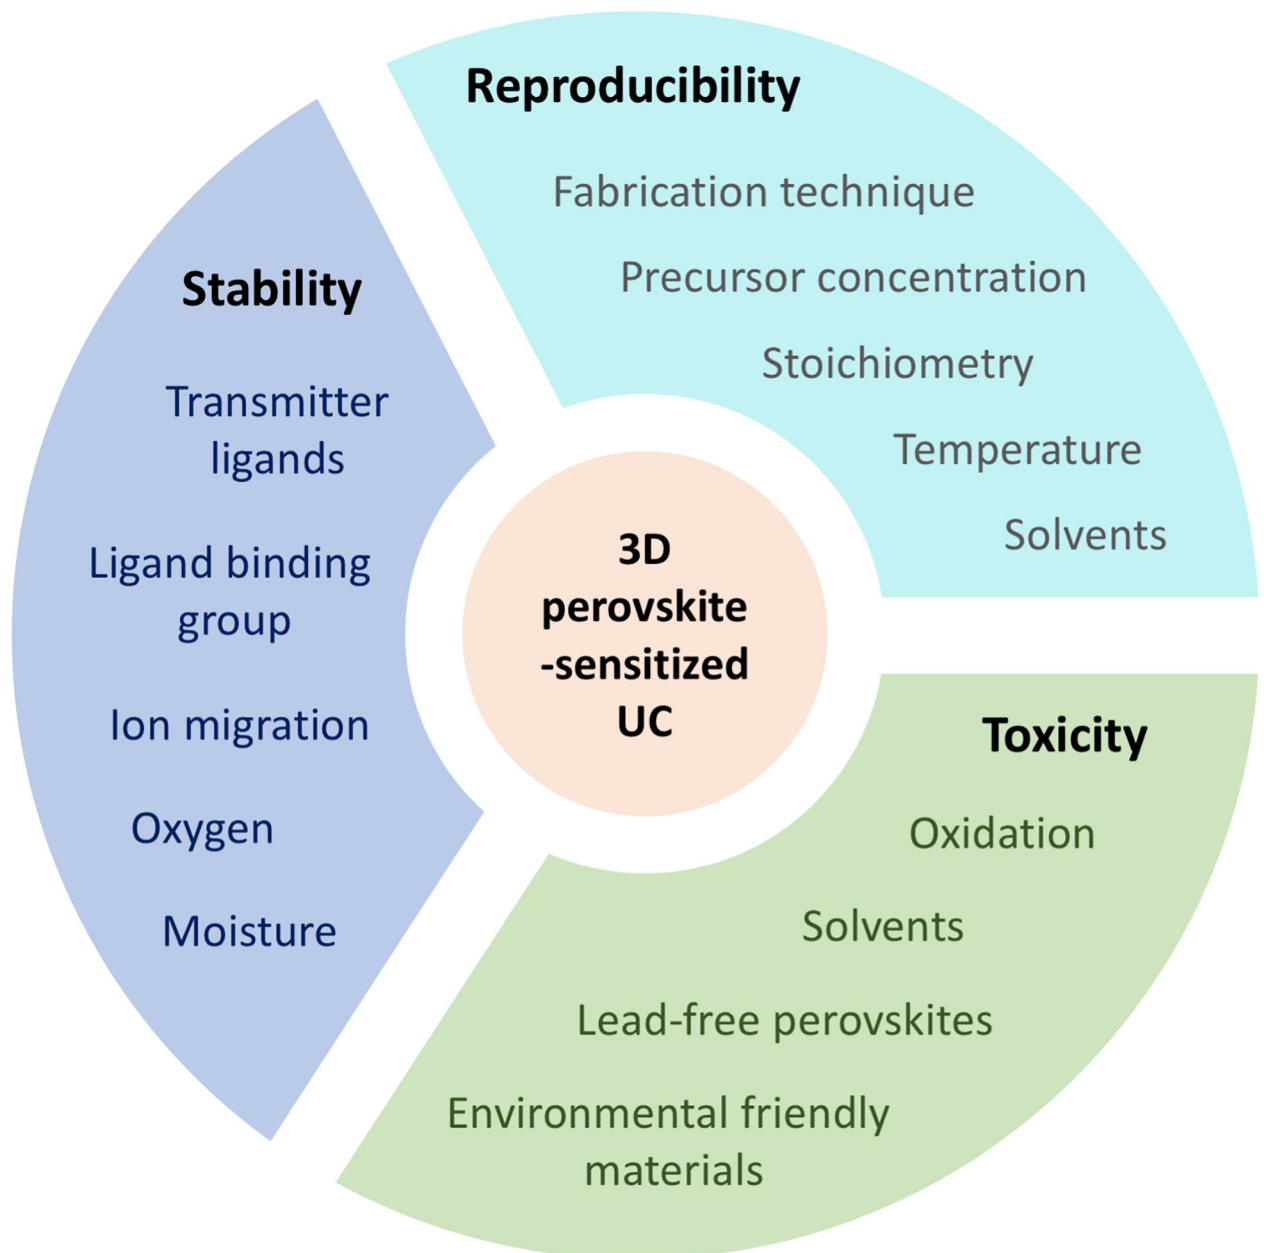 Reproducibility
Fabrication technique
Precursor concentration
Stoichiometry
Temperature
Solvents
Stability
Transmitter
ligands
Ligand binding
group
Ion migration
Oxygen
Moisture
3D
perovskite
-sensitized
UC
Toxicity
Oxidation
Solvents
Lead-free perovskites
Environmental friendly
materials